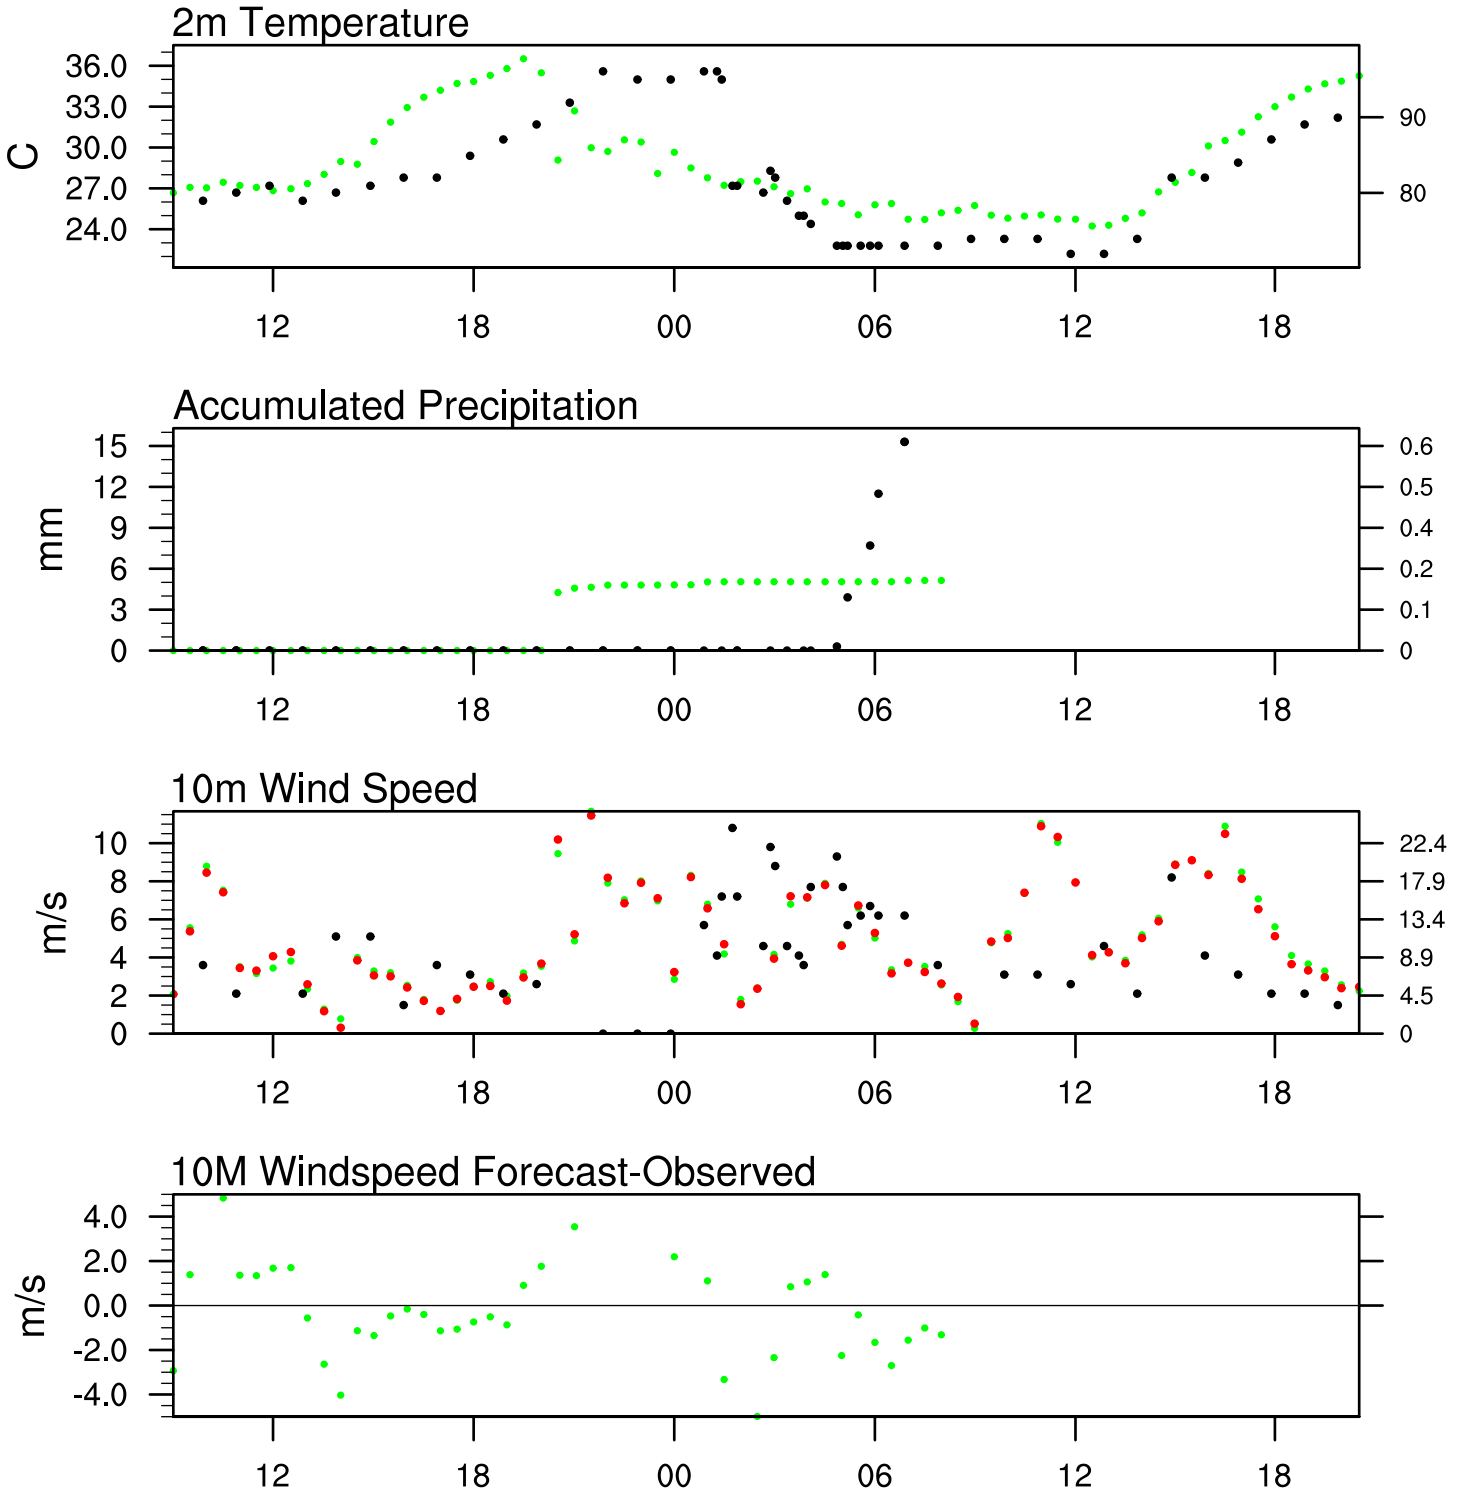 2m Temperature
36.0
33.0
90
30.0
C
27.0
80
24.0
12 18 00 06 12 18
Accumulated Precipitation
15 0.6
12 0.5
9 0.4
mm
6 0.2
3 0.1
0 0
12 18 00 06 12 18
10m Wind Speed
10 22.4
8 17.9
6 13.4
m/s
4 8.9
2 4.5
0 0
12 18 00 06 12 18
10M Windspeed Forecast-Observed
4.0
2.0
0.0
m/s
-2.0
-4.0
12 18 00 06 12 18